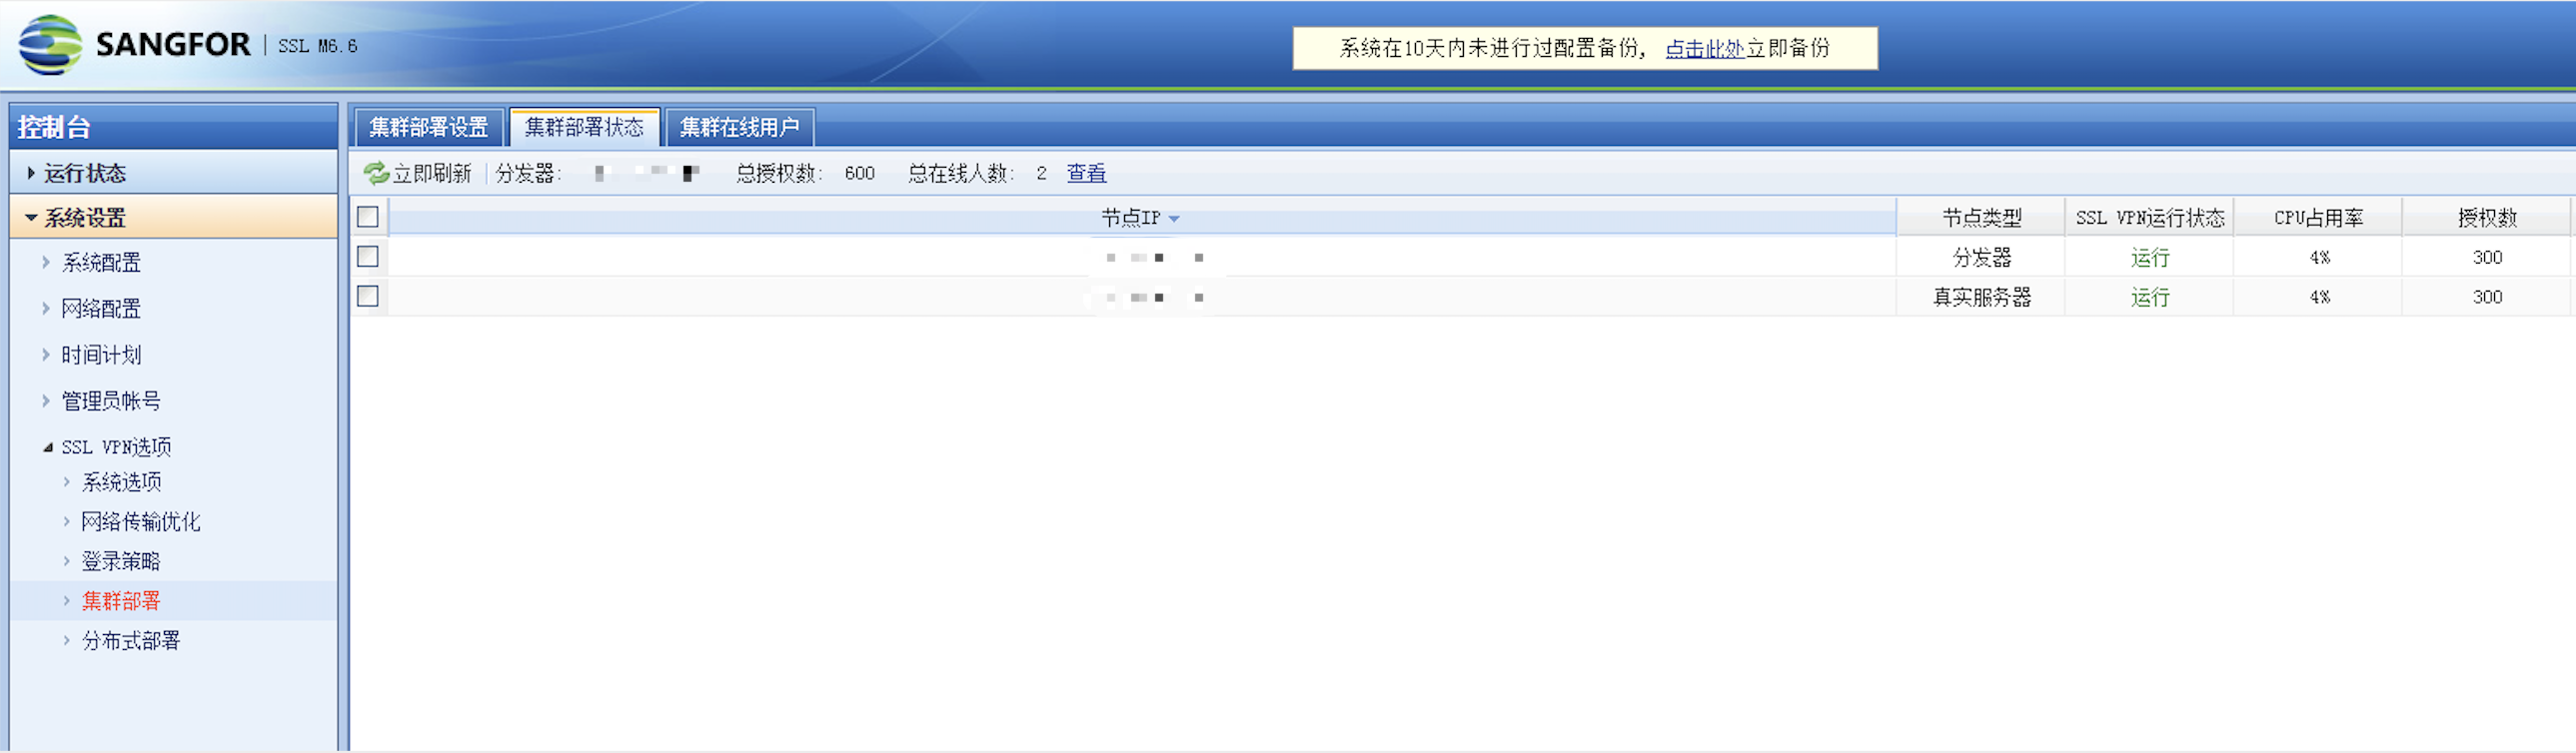 SANGFOR | SSL M6.6
系统在10天内未进行过配置备份, 点击此处立即备份
控制台
运行状态
系统设置
系统配置
网络配置
时间计划
管理员帐号
SSL VPN选项
系统选项
网络传输优化
登录策略
集群部署
分布式部署
集群部署设置 集群部署状态 集群在线用户
立即刷新 分发器: 总授权数: 600 总在线人数: 2 查看
节点IP 节点类型 SSL VPN运行状态 CPU占用率 授权数
分发器 运行 4% 300
真实服务器 运行 4% 300